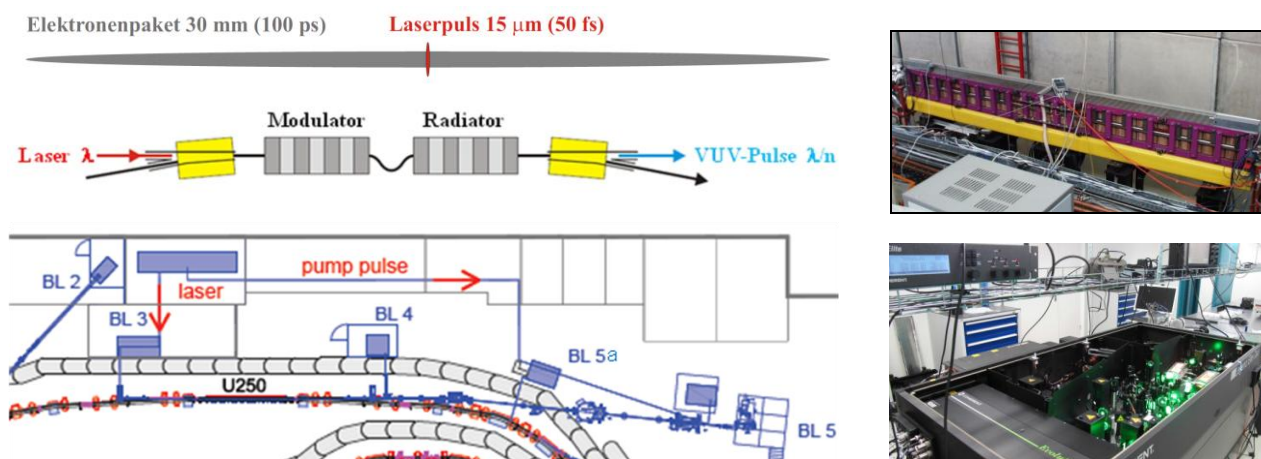 Elektronenpaket 30 mm (100 ps)
Laserpuls 15 μm (50 fs)
Modulator
Radiator
Laser λ
VUV-Pulse λ/n
BL 2
laser
pump pulse
BL 3
BL 4
BL 5a
U250
BL 5